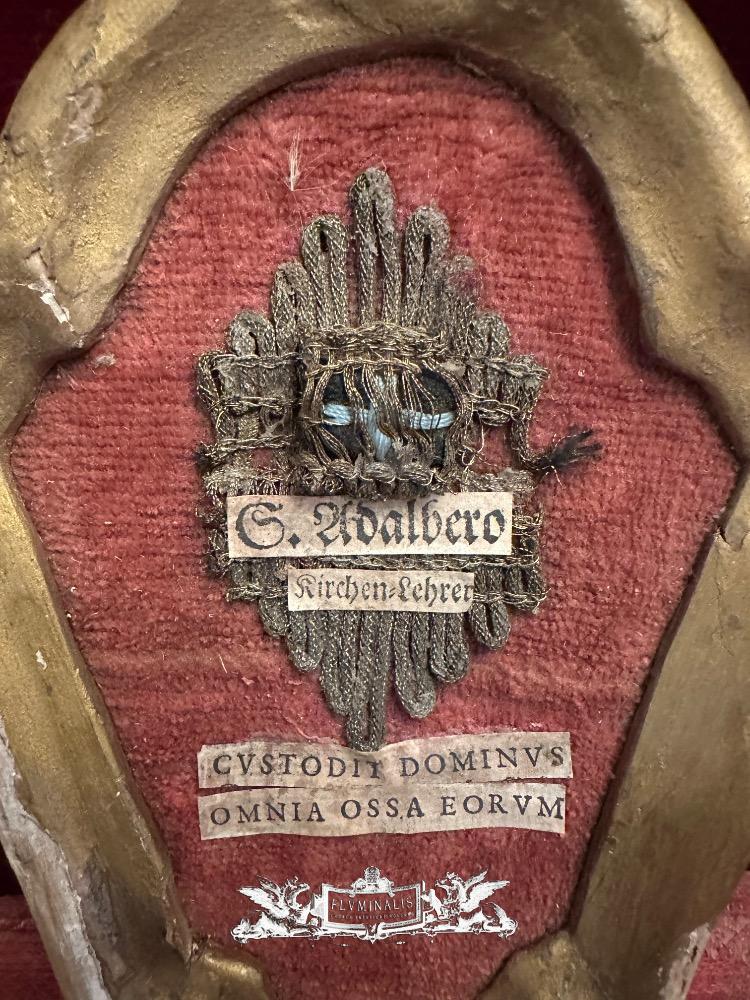 S. Adalbero
Kirchen-Lehrer
CVSTODIT DOMINVS
OMNIA OSSA EORVM
FLVMINALIS